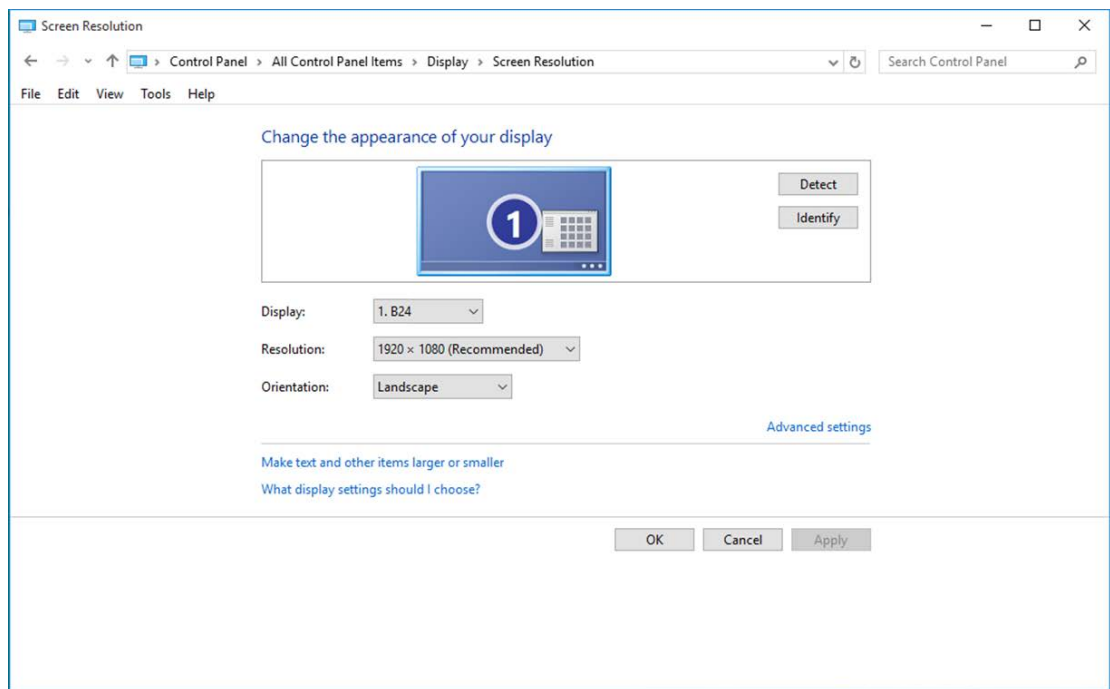 Screen Resolution
Control Panel > All Control Panel Items > Display > Screen Resolution
Search Control Panel
File Edit View Tools Help
Change the appearance of your display
1
Detect
Identify
Display: 1. B24
Resolution: 1920 × 1080 (Recommended)
Orientation: Landscape
Advanced settings
Make text and other items larger or smaller
What display settings should I choose?
OK Cancel Apply